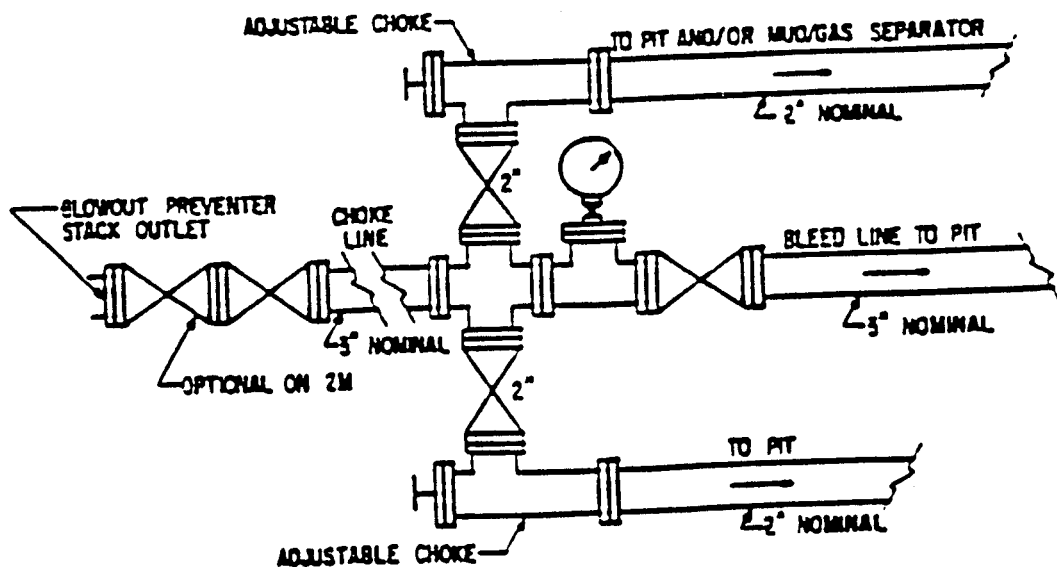 ADJUSTABLE CHOKE
TO PIT AND/OR MUD/GAS SEPARATOR
2" NOMINAL
2"
BLOWOUT PREVENTER
STACK OUTLET
CHOKE
LINE
BLEED LINE TO PIT
3" NOMINAL
3" NOMINAL
OPTIONAL ON 2M
2"
TO PIT
2" NOMINAL
ADJUSTABLE CHOKE